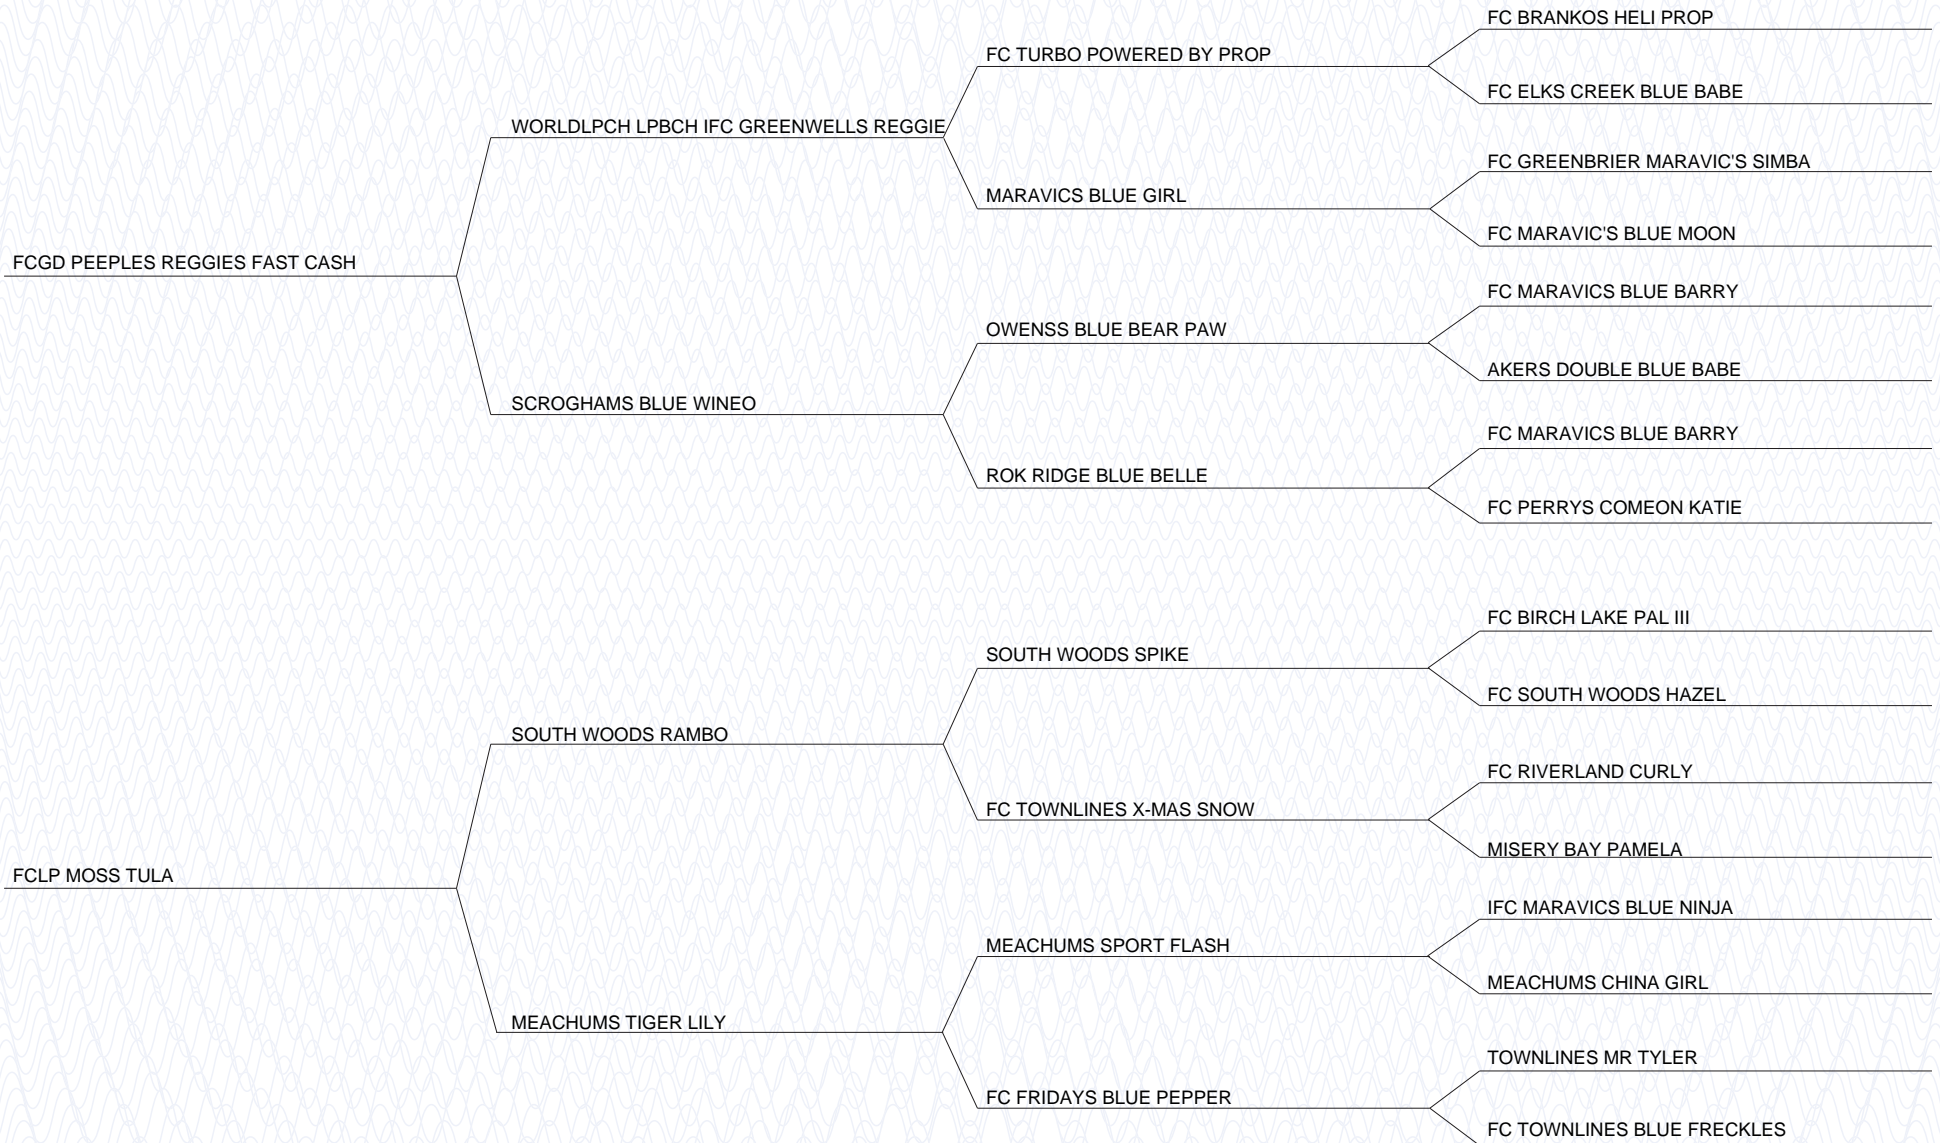 FC BRANKOS HELI PROP
FC TURBO POWERED BY PROP
FC ELKS CREEK BLUE BABE
WORLDLPCH LPBCH IFC GREENWELLS REGGIE
FC GREENBRIER MARAVIC'S SIMBA
MARAVICS BLUE GIRL
FC MARAVIC'S BLUE MOON
FCGD PEEPLES REGGIES FAST CASH
FC MARAVICS BLUE BARRY
OWENSS BLUE BEAR PAW
AKERS DOUBLE BLUE BABE
SCROGHAMS BLUE WINEO
FC MARAVICS BLUE BARRY
ROK RIDGE BLUE BELLE
FC PERRYS COMEON KATIE
FC BIRCH LAKE PAL III
SOUTH WOODS SPIKE
FC SOUTH WOODS HAZEL
SOUTH WOODS RAMBO
FC RIVERLAND CURLY
FC TOWNLINES X-MAS SNOW
MISERY BAY PAMELA
FCLP MOSS TULA
IFC MARAVICS BLUE NINJA
MEACHUMS SPORT FLASH
MEACHUMS CHINA GIRL
MEACHUMS TIGER LILY
TOWNLINES MR TYLER
FC FRIDAYS BLUE PEPPER
FC TOWNLINES BLUE FRECKLES